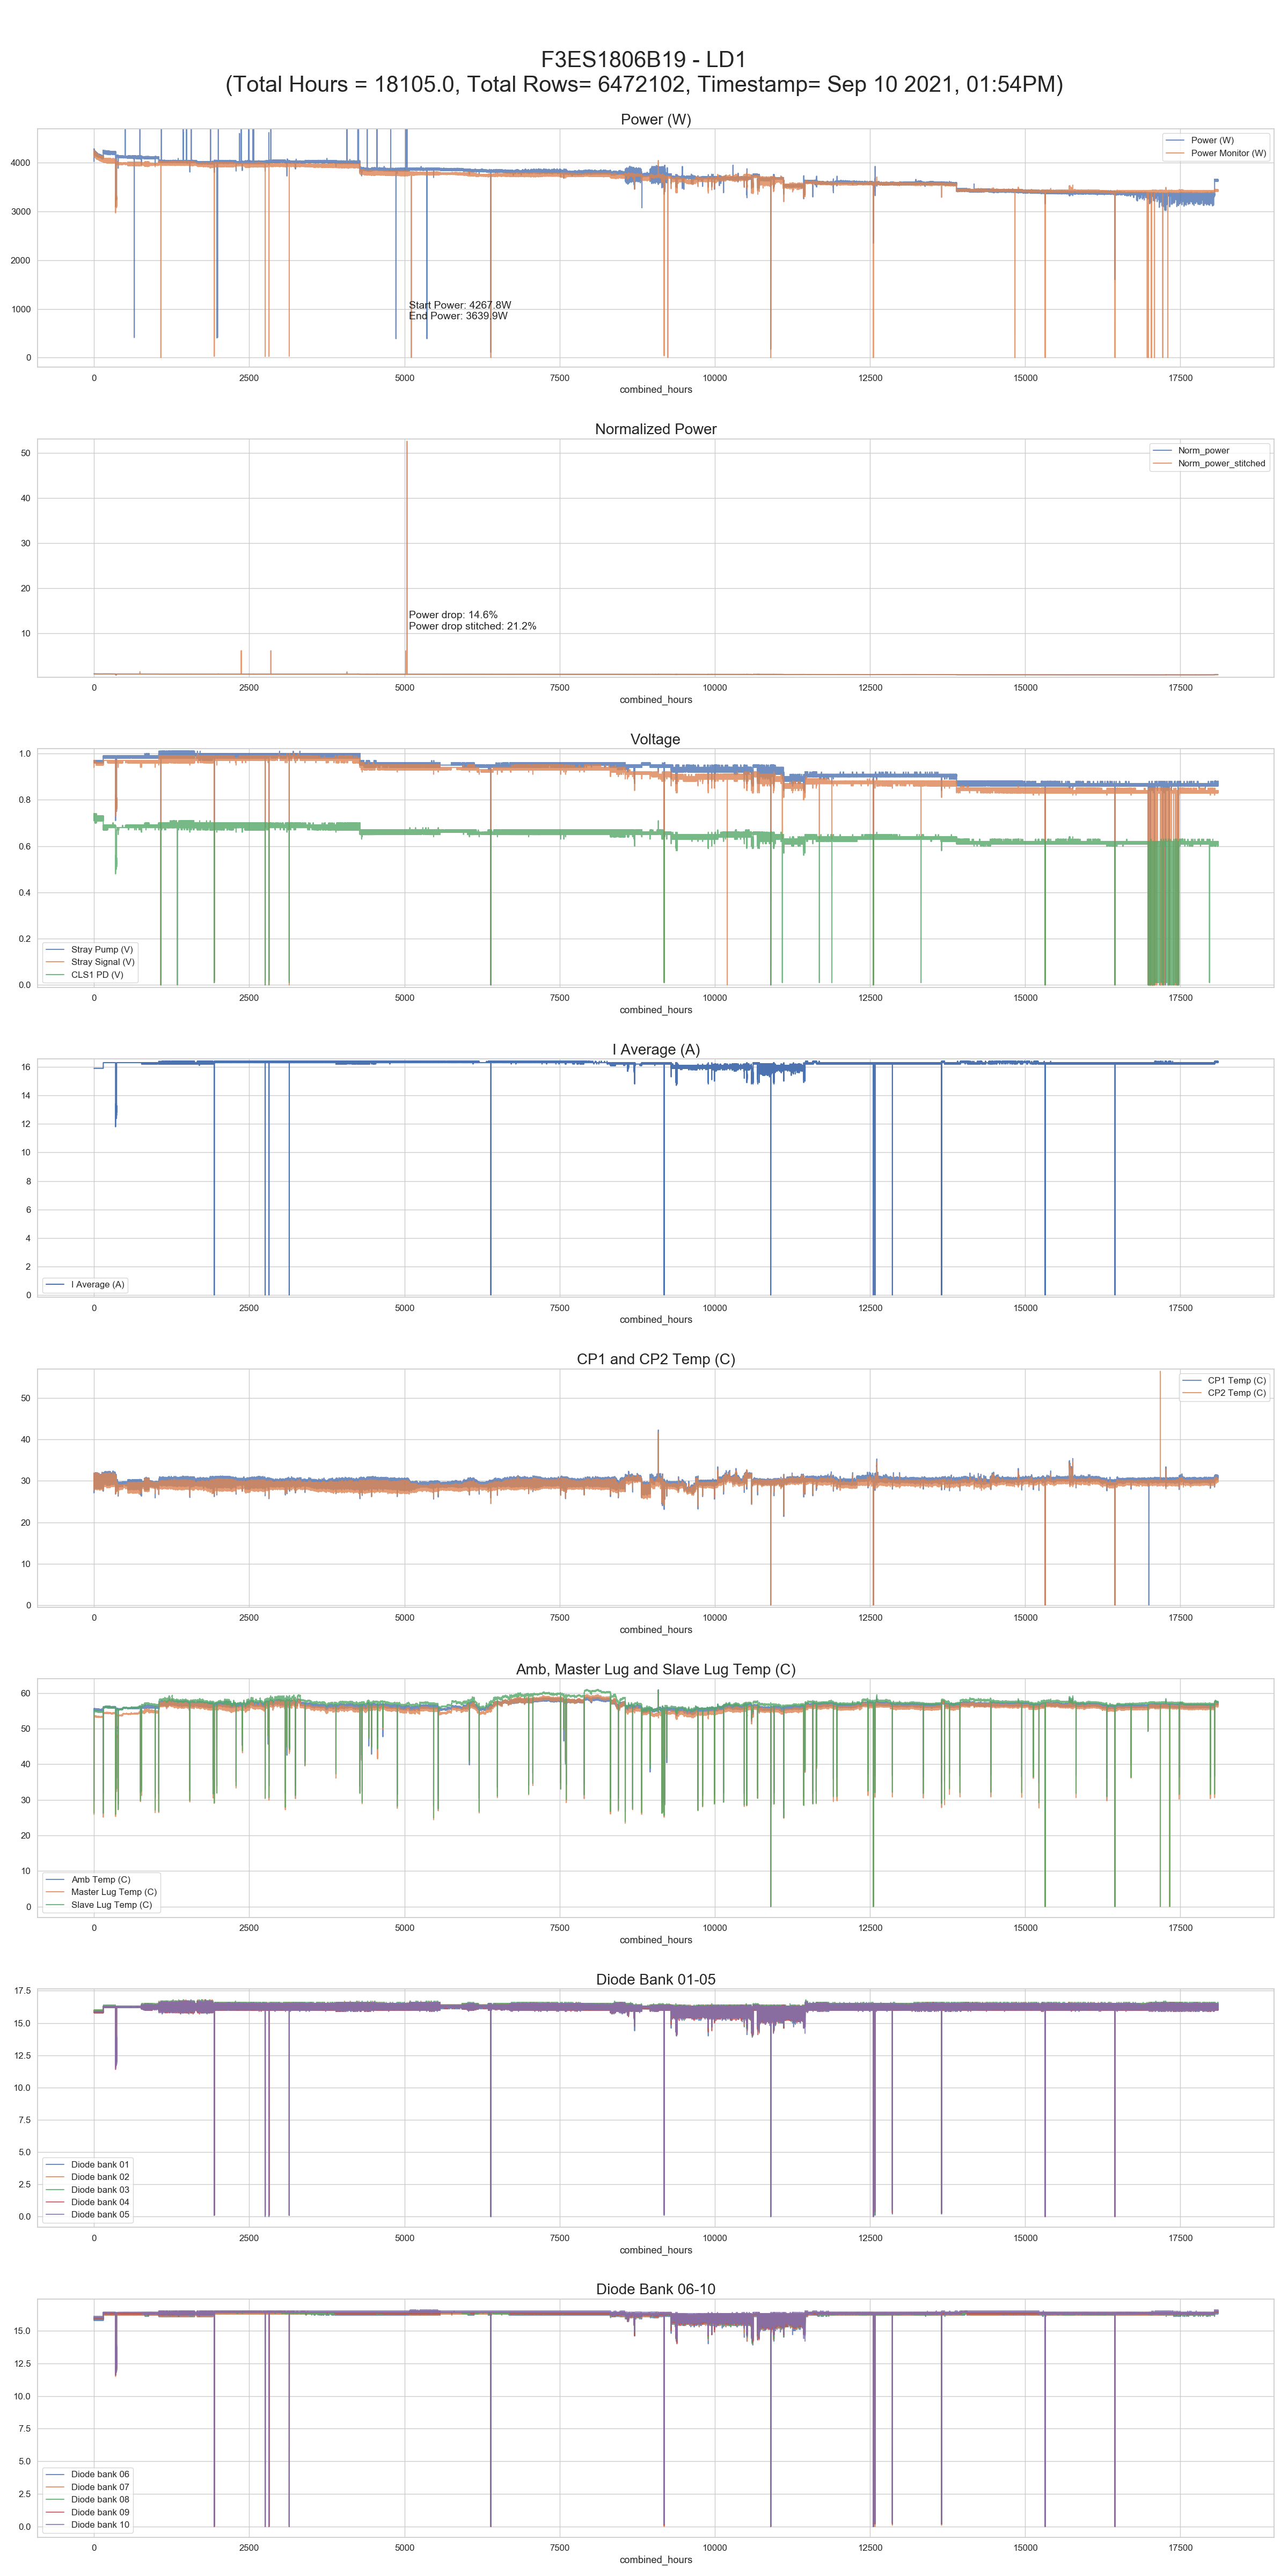 F3ES1806B19 - LD1
(Total Hours = 18105.0, Total Rows= 6472102, Timestamp= Sep 10 2021, 01:54PM)
Power (W)
Power (W)
Power Monitor (W)
4000
3000
2000
1000
0
Start Power: 4267.8W
End Power: 3639.9W
0 2500 5000 7500 10000 12500 15000 17500
combined_hours
Normalized Power
Norm_power
Norm_power_stitched
50
40
30
20
10
Power drop: 14.6%
Power drop stitched: 21.2%
0 2500 5000 7500 10000 12500 15000 17500
combined_hours
Voltage
1.0
0.8
0.6
0.4
0.2
0.0
Stray Pump (V)
Stray Signal (V)
CLS1 PD (V)
0 2500 5000 7500 10000 12500 15000 17500
combined_hours
I Average (A)
16
14
12
10
8
6
4
2
0
I Average (A)
0 2500 5000 7500 10000 12500 15000 17500
combined_hours
CP1 and CP2 Temp (C)
CP1 Temp (C)
CP2 Temp (C)
50
40
30
20
10
0
0 2500 5000 7500 10000 12500 15000 17500
combined_hours
Amb, Master Lug and Slave Lug Temp (C)
60
50
40
30
20
10
0
Amb Temp (C)
Master Lug Temp (C)
Slave Lug Temp (C)
0 2500 5000 7500 10000 12500 15000 17500
combined_hours
Diode Bank 01-05
17.5
15.0
12.5
10.0
7.5
5.0
2.5
0.0
Diode bank 01
Diode bank 02
Diode bank 03
Diode bank 04
Diode bank 05
0 2500 5000 7500 10000 12500 15000 17500
combined_hours
Diode Bank 06-10
15.0
12.5
10.0
7.5
5.0
2.5
0.0
Diode bank 06
Diode bank 07
Diode bank 08
Diode bank 09
Diode bank 10
0 2500 5000 7500 10000 12500 15000 17500
combined_hours